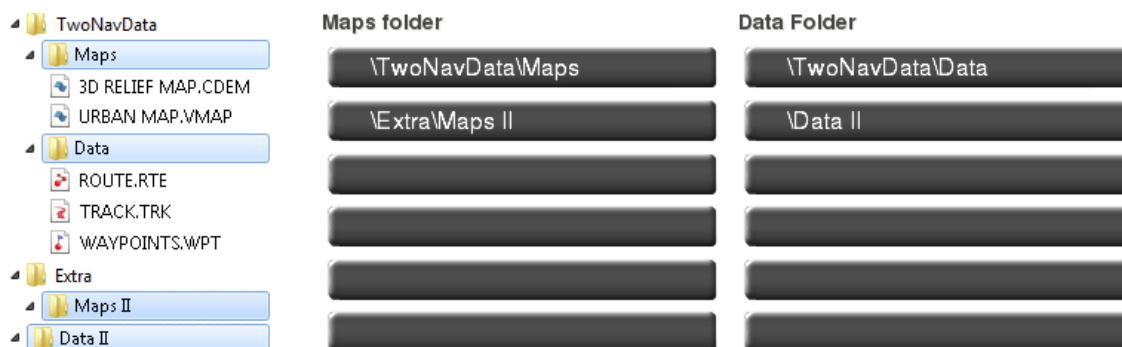 TwoNavData
Maps
3D RELIEF MAP.CDEM
URBAN MAP.VMAP
Data
ROUTE.RTE
TRACK.TRK
WAYPOINTS.WPT
Extra
Maps II
Data II
Maps folder
\TwoNavData\Maps
\Extra\Maps II
Data Folder
\TwoNavData\Data
\Data II